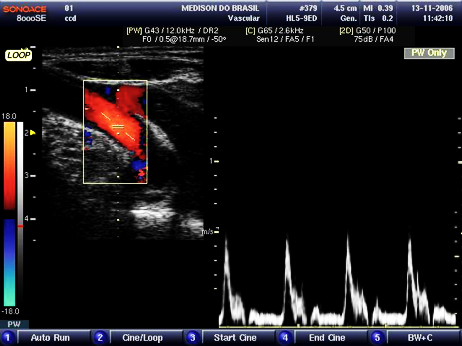 SONOACE 01 MEDISON DO BRASIL #379 4.5 cm MI 0.39 13-11-2006
8000SE ccd Vascular HL5-9ED Gen. TIs 0.2 11:42:10
[PW] G43 / 12.0kHz / DR2 [C] G65 / 2.6kHz [2D] G50 / P100
F0 / 0.5@18.7mm / -50° Sen12 / FA5 / F1 75dB / FA4
LOOP PW Only
1
18.0
2
1
3
4
m/s
-18.0
PW
1 Auto Run 2 Cine/Loop 3 Start Cine 4 End Cine 5 BW+C